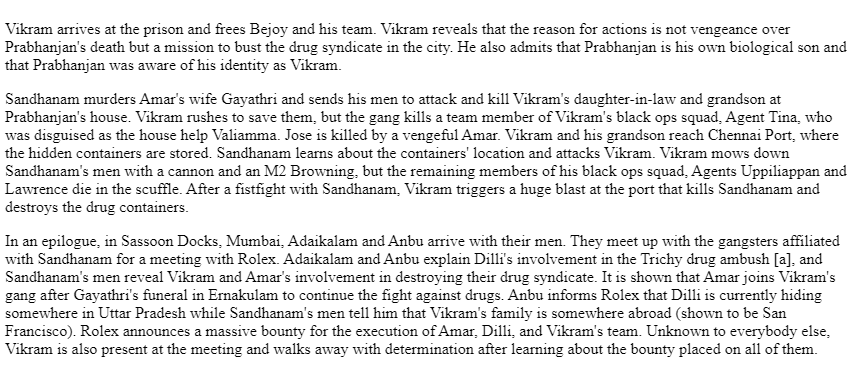 Vikram arrives at the prison and frees Bejoy and his team. Vikram reveals that the reason for actions is not vengeance over
Prabhanjan's death but a mission to bust the drug syndicate in the city. He also admits that Prabhanjan is his own biological son and
that Prabhanjan was aware of his identity as Vikram.
Sandhanam murders Amar's wife Gayathri and sends his men to attack and kill Vikram's daughter-in-law and grandson at
Prabhanjan's house. Vikram rushes to save them, but the gang kills a team member of Vikram's black ops squad, Agent Tina, who
was disguised as the house help Valiamma. Jose is killed by a vengeful Amar. Vikram and his grandson reach Chennai Port, where
the hidden containers are stored. Sandhanam learns about the containers' location and attacks Vikram. Vikram mows down
Sandhanam's men with a cannon and an M2 Browning, but the remaining members of his black ops squad, Agents Uppiliappan and
Lawrence die in the scuffle. After a fistfight with Sandhanam, Vikram triggers a huge blast at the port that kills Sandhanam and
destroys the drug containers.
In an epilogue, in Sassoon Docks, Mumbai, Adaikalam and Anbu arrive with their men. They meet up with the gangsters affiliated
with Sandhanam for a meeting with Rolex. Adaikalam and Anbu explain Dilli's involvement in the Trichy drug ambush [a], and
Sandhanam's men reveal Vikram and Amar's involvement in destroying their drug syndicate. It is shown that Amar joins Vikram's
gang after Gayathri's funeral in Ernakulam to continue the fight against drugs. Anbu informs Rolex that Dilli is currently hiding
somewhere in Uttar Pradesh while Sandhanam's men tell him that Vikram's family is somewhere abroad (shown to be San
Francisco). Rolex announces a massive bounty for the execution of Amar, Dilli, and Vikram's team. Unknown to everybody else,
Vikram is also present at the meeting and walks away with determination after learning about the bounty placed on all of them.